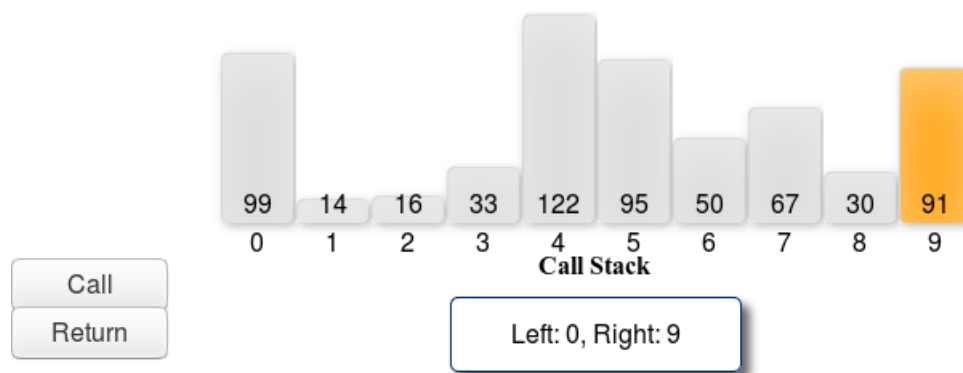 99 14 16 33 122 95 50 67 30 91
0 1 2 3 4 5 6 7 8 9
Call Stack
Call
Return
Left: 0, Right: 9